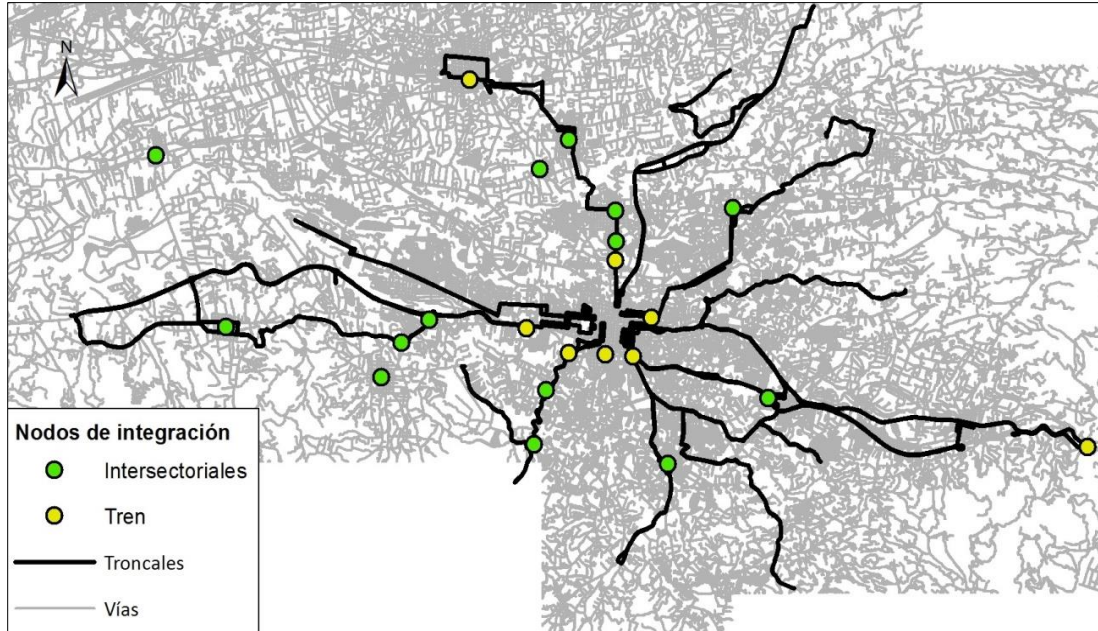 N
Nodos de integración
Intersectoriales
Tren
Troncales
Vías